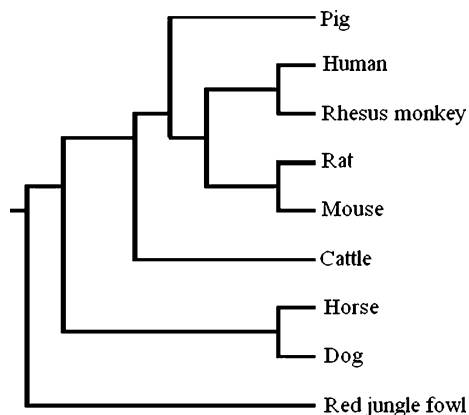 Pig
Human
Rhesus monkey
Rat
Mouse
Cattle
Horse
Dog
Red jungle fowl